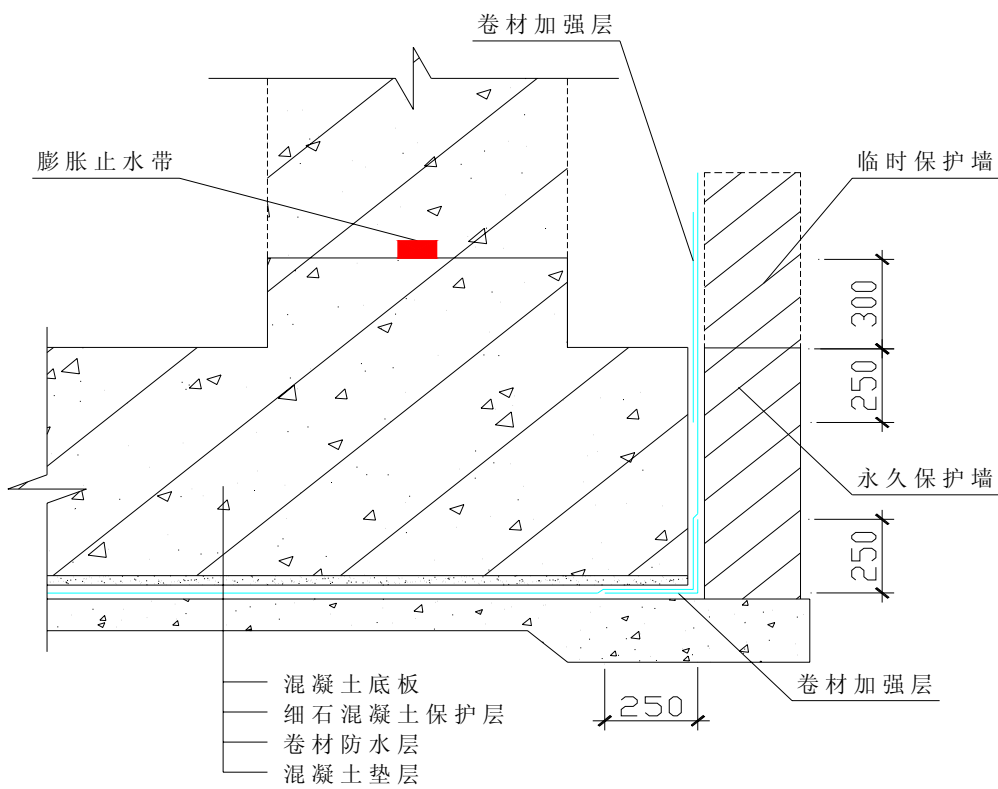 卷材加强层
膨胀止水带
临时保护墙
300
250
永久保护墙
250
卷材加强层
250
混凝土底板
细石混凝土保护层
卷材防水层
混凝土垫层